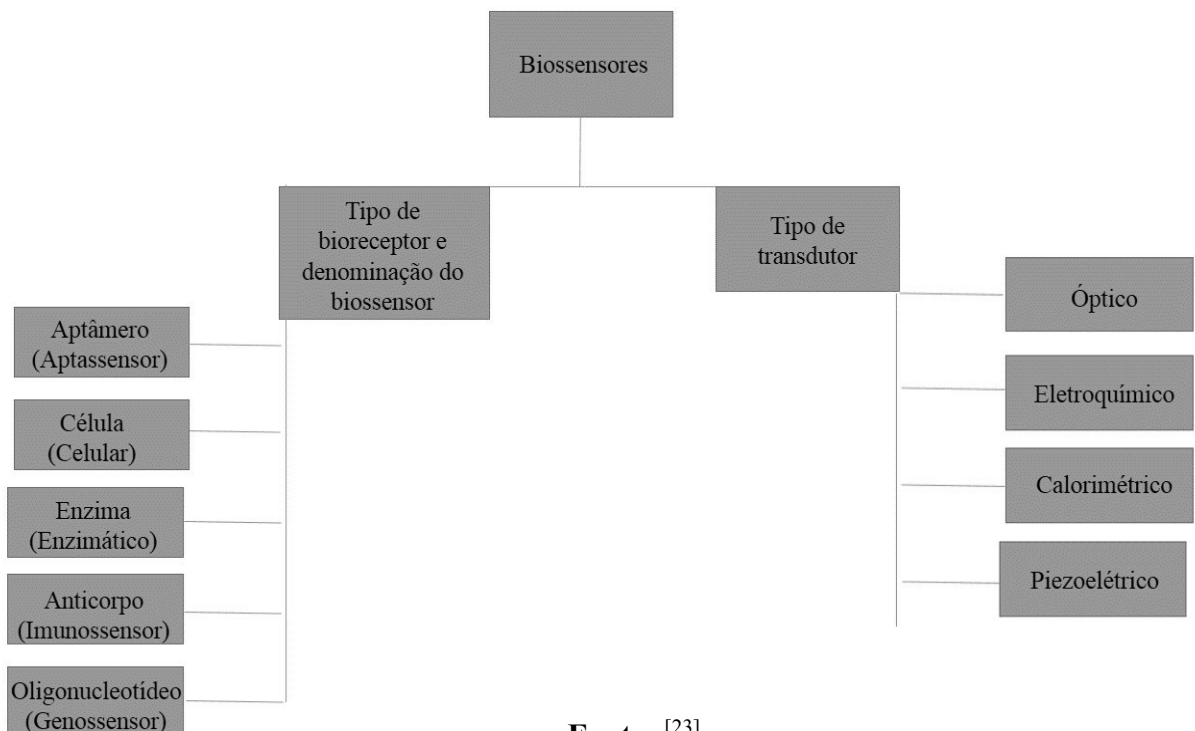 Biossensores
Tipo de
bioreceptor e
denominação do
biossensor
Aptâmero
(Aptassensor)
Célula
(Celular)
Enzima
(Enzimático)
Anticorpo
(Imunossensor)
Oligonucleotídeo
(Genossensor)
Tipo de
transdutor
Óptico
Eletroquímico
Calorimétrico
Piezoelétrico
[23]